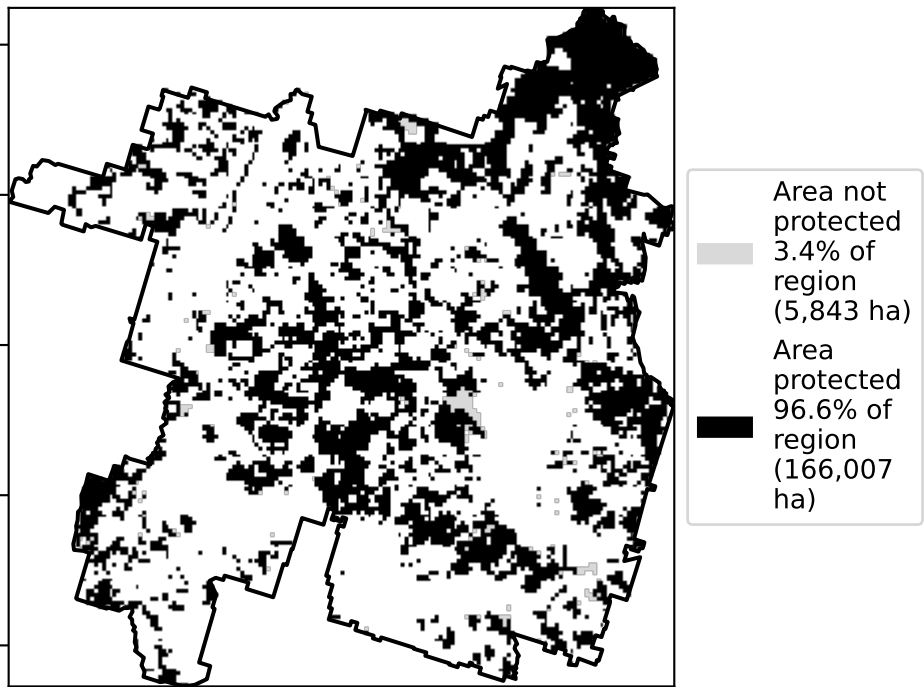 Area not
protected
3.4% of
region
(5,843 ha)
Area
protected
96.6% of
region
(166,007
ha)